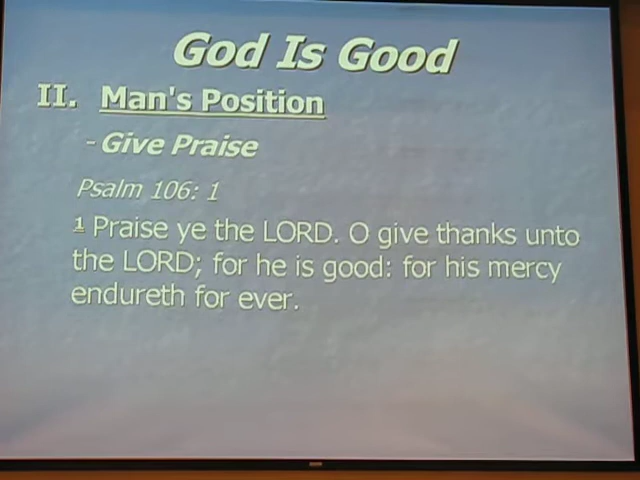 God Is Good
II. Man's Position
- Give Praise
Psalm 106: 1
1 Praise ye the LORD. O give thanks unto
the LORD; for he is good: for his mercy
endureth for ever.